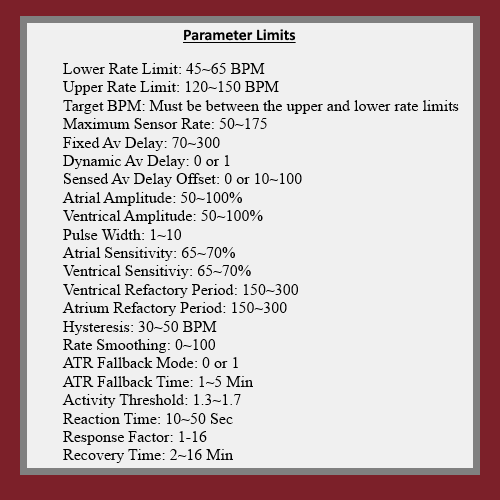 Parameter Limits
Lower Rate Limit: 45~65 BPM
Upper Rate Limit: 120~150 BPM
Target BPM: Must be between the upper and lower rate limits
Maximum Sensor Rate: 50~175
Fixed Av Delay: 70~300
Dynamic Av Delay: 0 or 1
Sensed Av Delay Offset: 0 or 10~100
Atrial Amplitude: 50~100%
Ventrical Amplitude: 50~100%
Pulse Width: 1~10
Atrial Sensitivity: 65~70%
Ventrical Sensitiviy: 65~70%
Ventrical Refactory Period: 150~300
Atrium Refactory Period: 150~300
Hysteresis: 30~50 BPM
Rate Smoothing: 0~100
ATR Fallback Mode: 0 or 1
ATR Fallback Time: 1~5 Min
Activity Threshold: 1.3~1.7
Reaction Time: 10~50 Sec
Response Factor: 1-16
Recovery Time: 2~16 Min